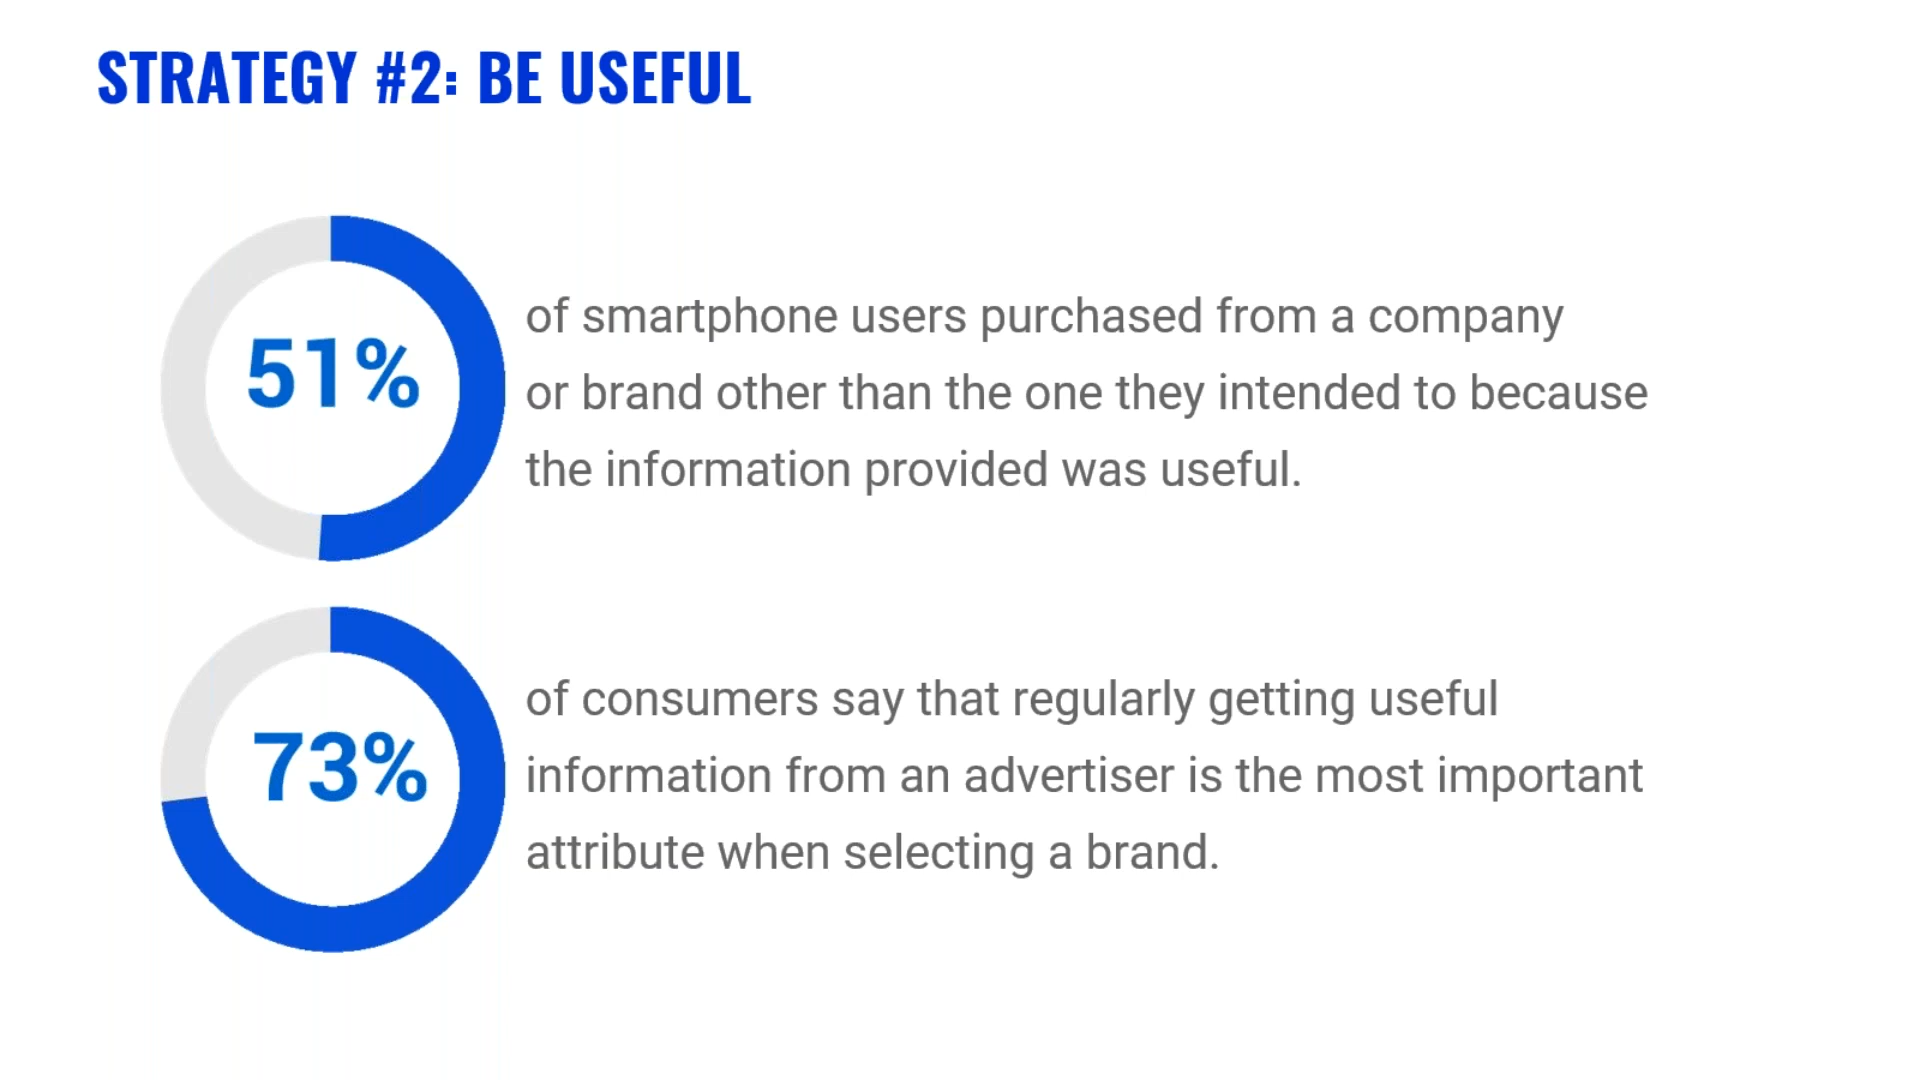 STRATEGY #2: BE USEFUL
51%
of smartphone users purchased from a company
or brand other than the one they intended to because
the information provided was useful.
73%
of consumers say that regularly getting useful
information from an advertiser is the most important
attribute when selecting a brand.